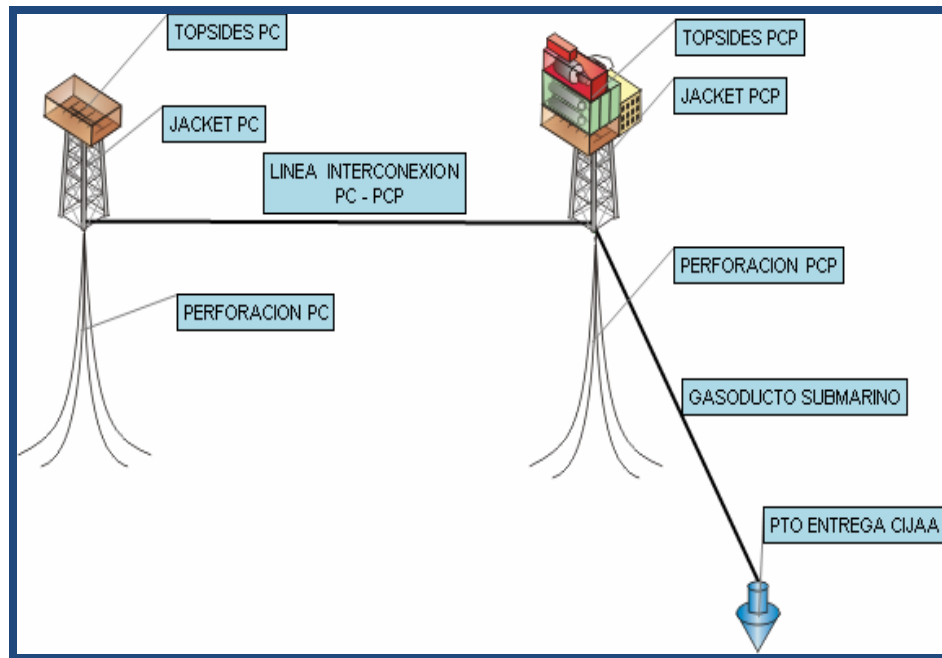 TOPSIDES PC
TOPSIDES PCP
JACKET PCP
JACKET PC
LINEA INTERCONEXION
PC - PCP
PERFORACION PCP
PERFORACION PC
GASODUCTO SUBMARINO
PTO ENTREGA CIJAA